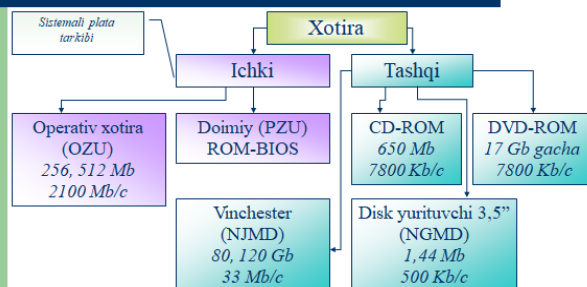 Sistemali plata
tarkibi
Xotira
Ichki
Tashqi
Operativ xotira
(OZU)
256, 512 Mb
2100 Mb/c
Doimiy (PZU)
ROM-BIOS
CD-ROM
650 Mb
7800 Kb/c
DVD-ROM
17 Gb gacha
7800 Kb/c
Vinchester
(NJMD)
80, 120 Gb
33 Mb/c
Disk yurituvchi 3,5”
(NGMD)
1,44 Mb
500 Kb/c